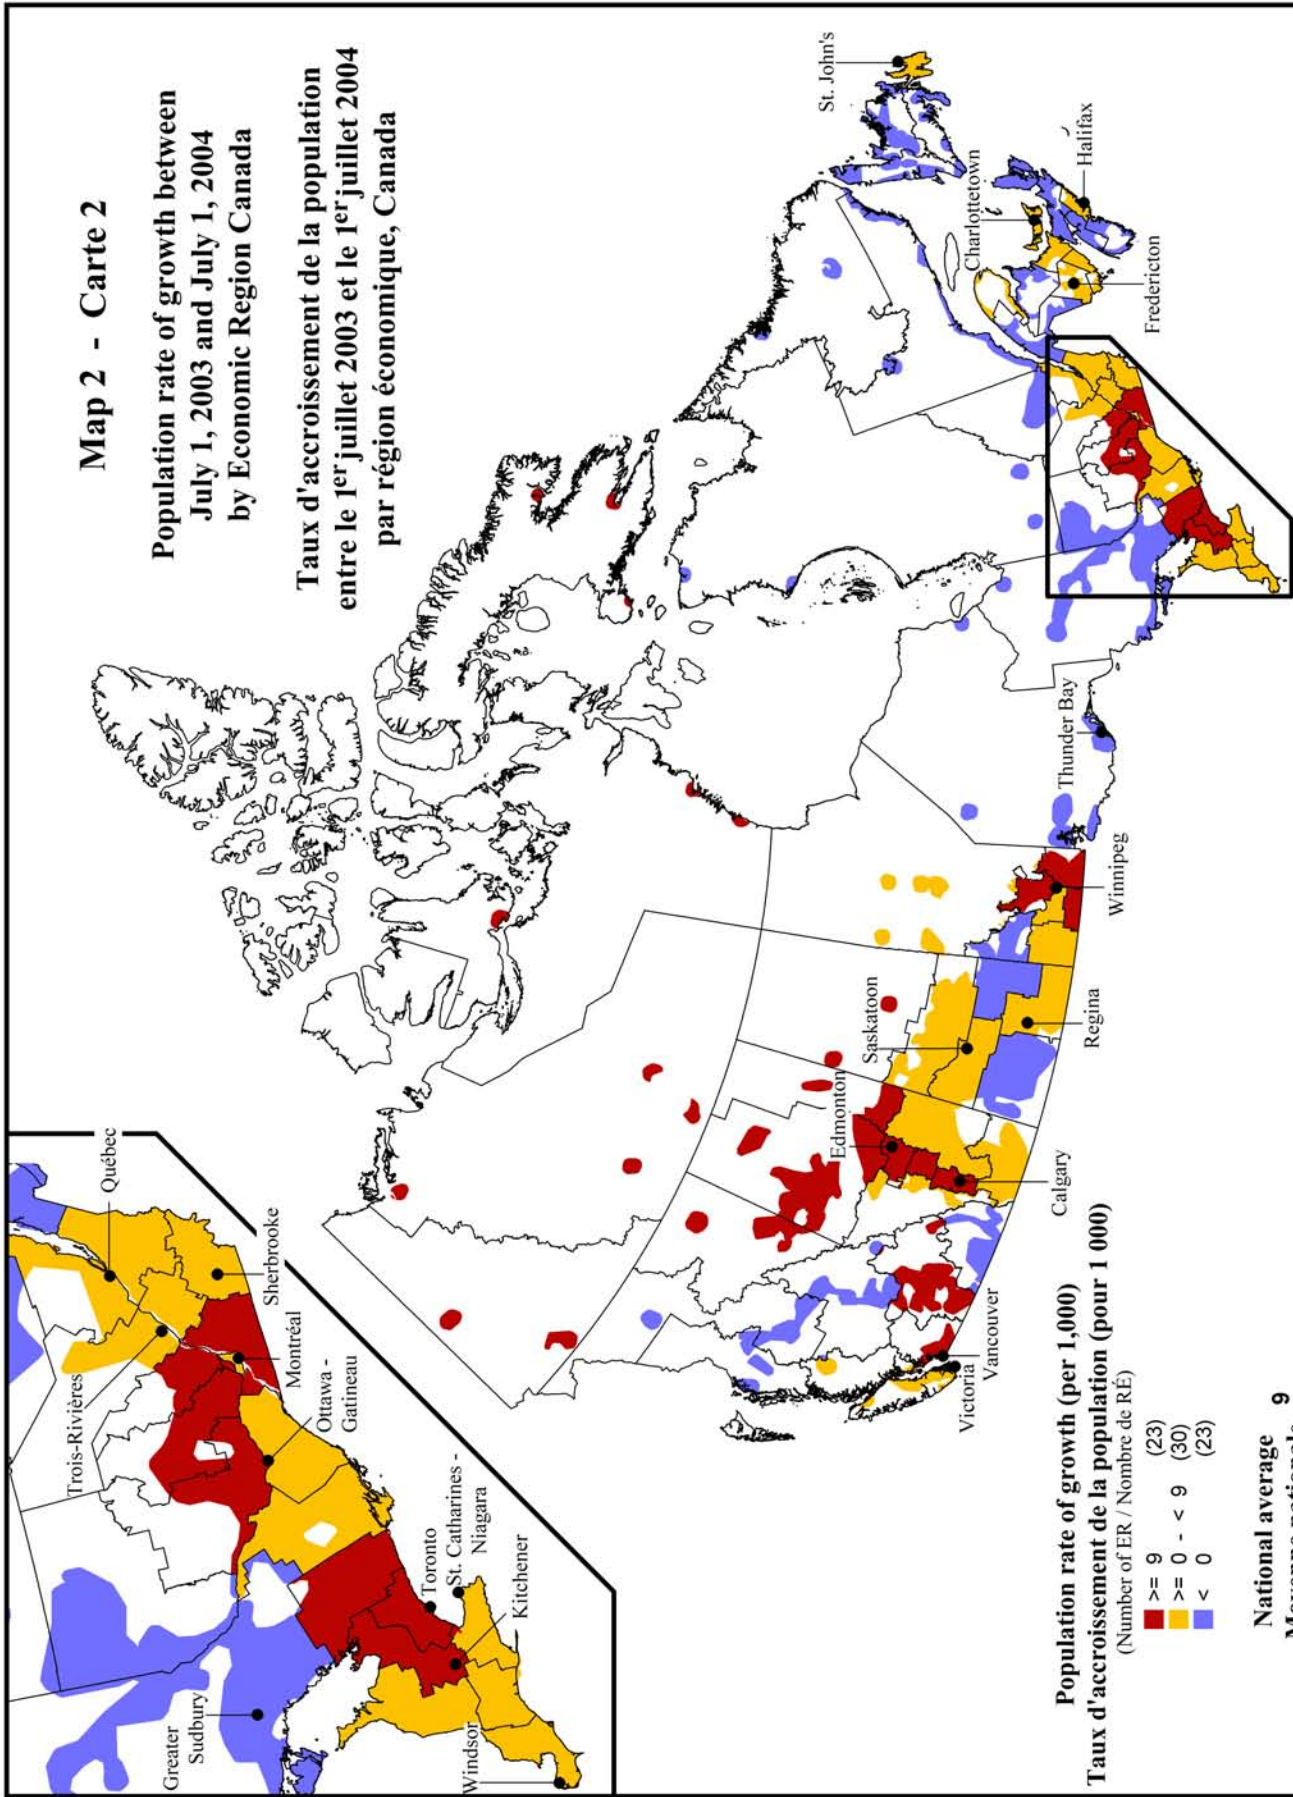 Map 2 - Carte 2
Population rate of growth between
July 1, 2003 and July 1, 2004
by Economic Region Canada
Taux d'accroissement de la population
entre le 1er juillet 2003 et le 1er juillet 2004
par région économique, Canada
Québec
Trois-Rivières
Sherbrooke
Montréal
Ottawa -
Gatineau
Greater
Sudbury
Toronto
St. Catharines -
Niagara
Kitchener
Windsor
St. John's
Charlottetown
Halifax
Fredericton
Thunder Bay
Winnipeg
Saskatoon
Regina
Edmonton
Calgary
Vancouver
Victoria
Population rate of growth (per 1,000)
Taux d'accroissement de la population (pour 1 000)
(Number of ER / Nombre de RÉ)
>= 9 (23)
>= 0 - < 9 (30)
< 0 (23)
National average 9